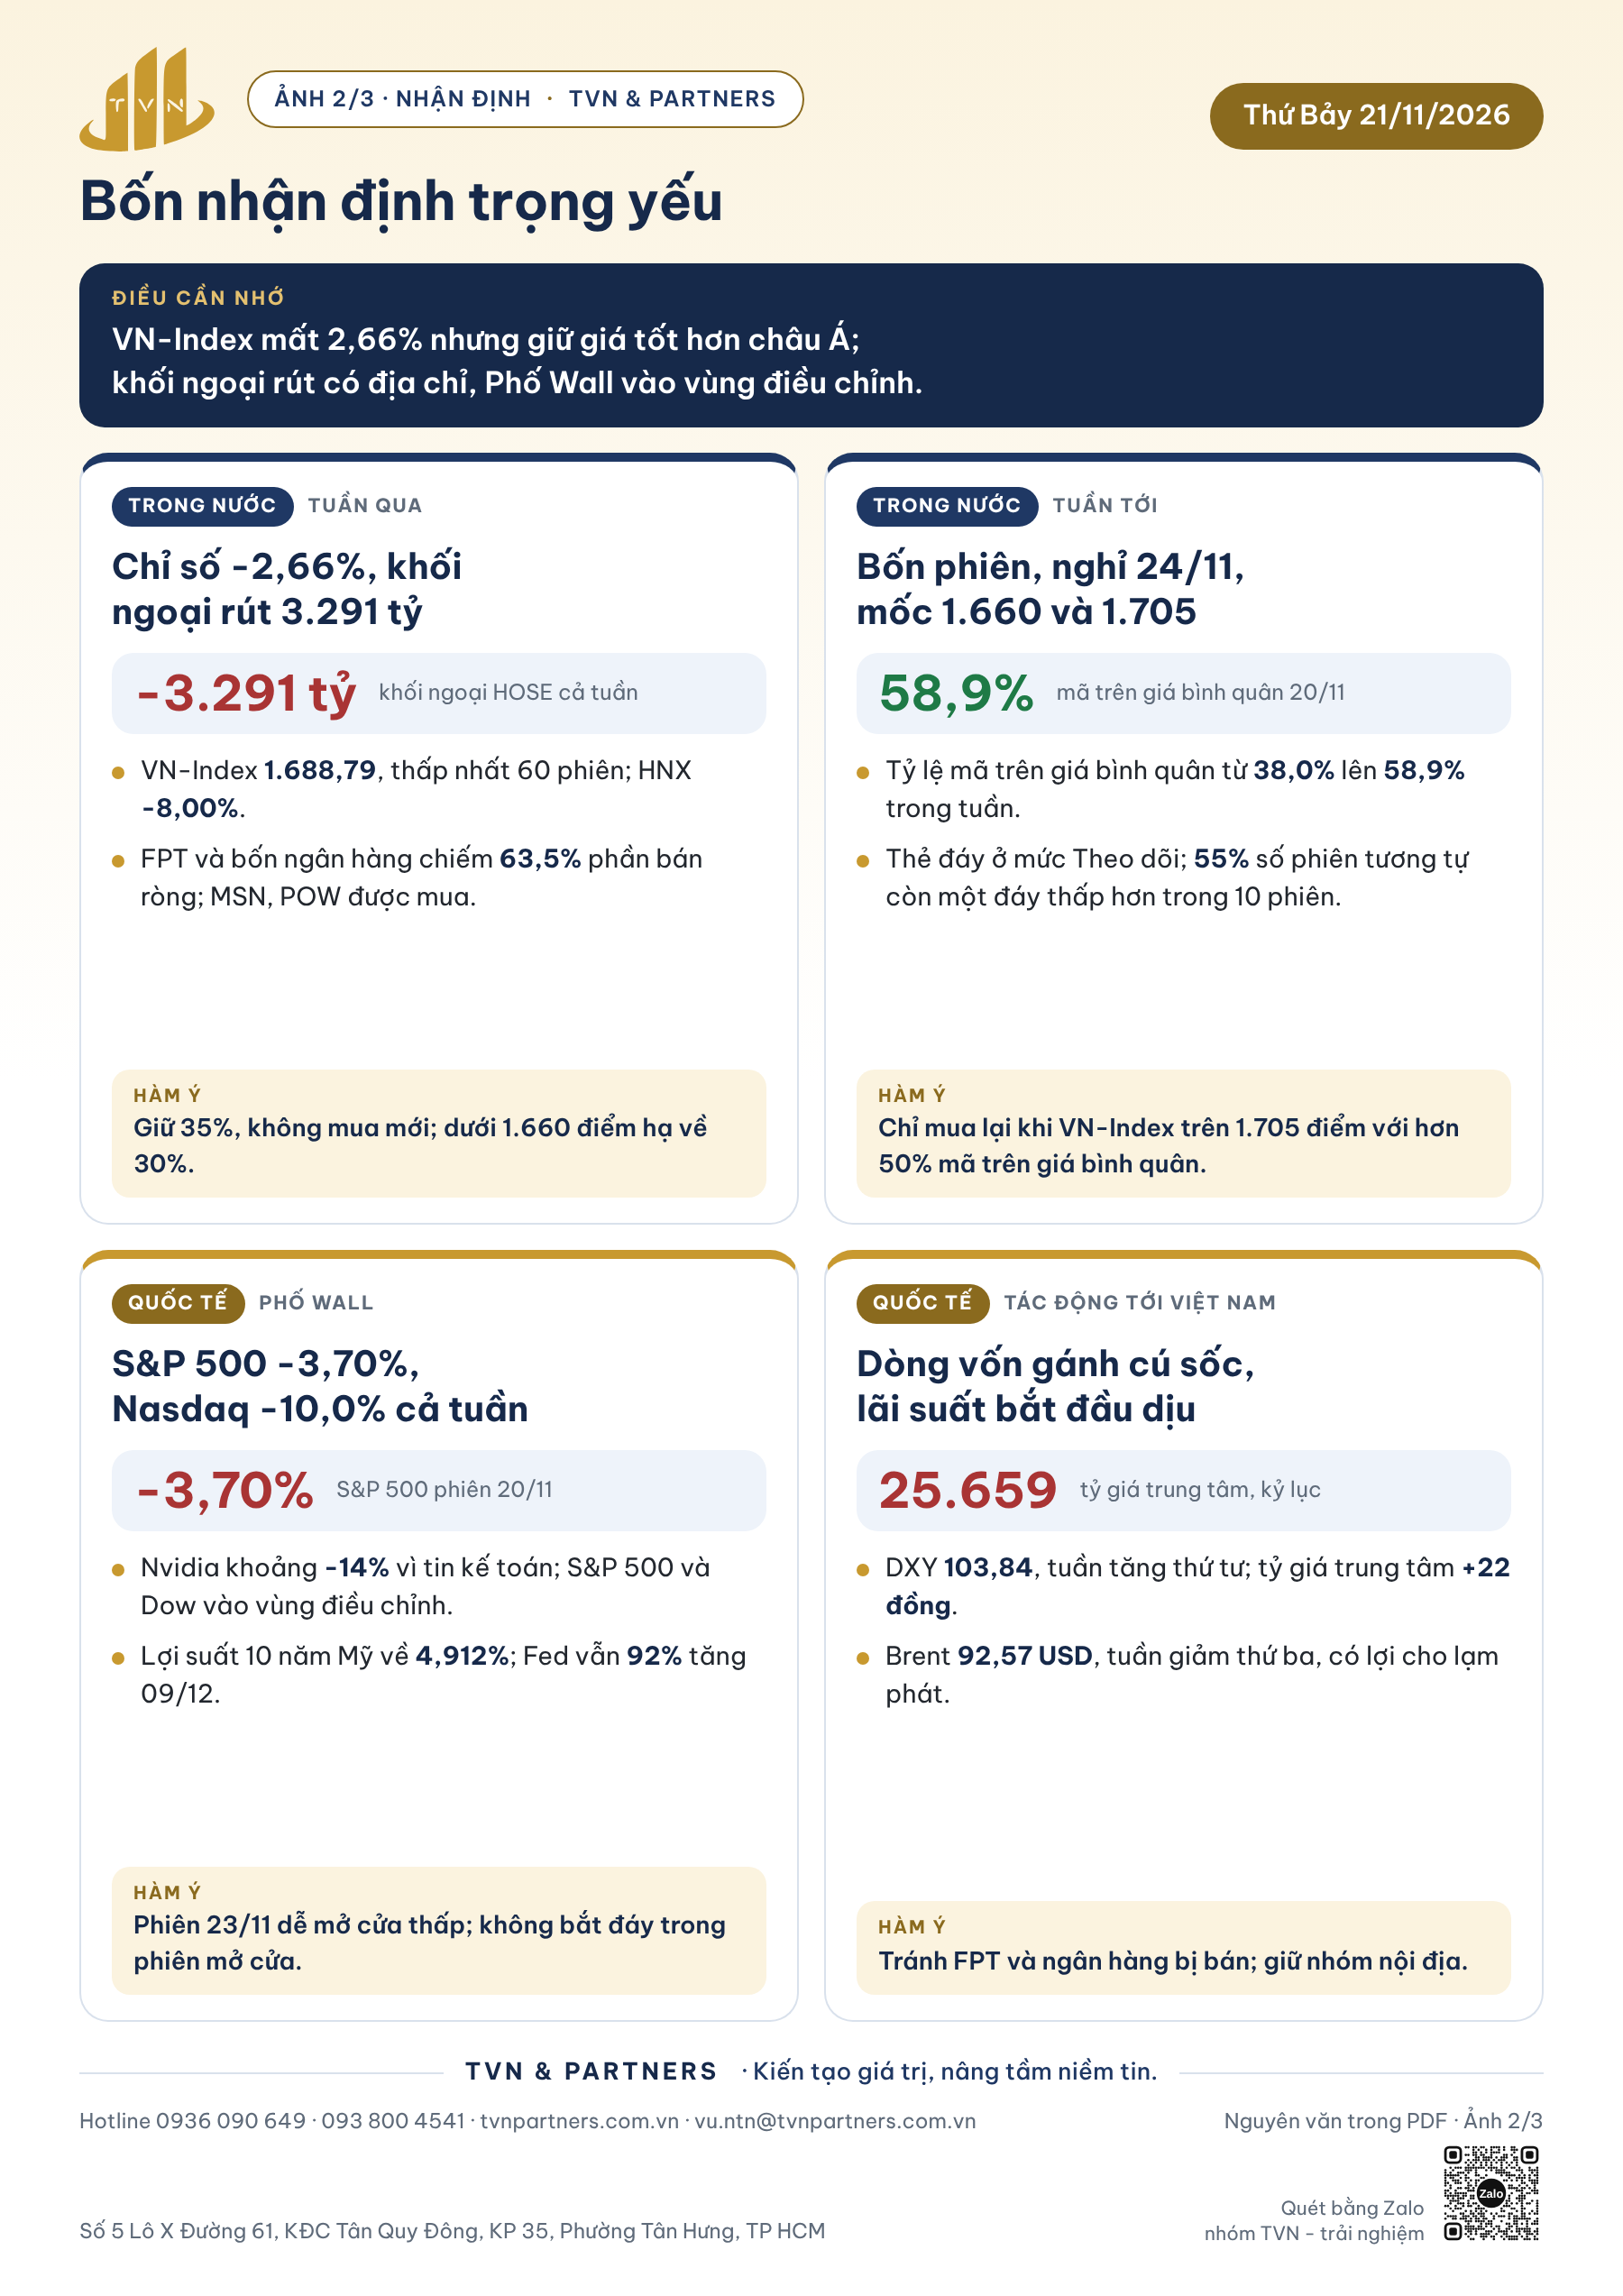 TVN
ẢNH 2/3 · NHẬN ĐỊNH · TVN & PARTNERS
Thứ Bảy 21/11/2026
Bốn nhận định trọng yếu
ĐIỀU CẦN NHỚ
VN-Index mất 2,66% nhưng giữ giá tốt hơn châu Á;
khối ngoại rút có địa chỉ, Phố Wall vào vùng điều chỉnh.
TRONG NƯỚC TUẦN QUA
Chỉ số -2,66%, khối
ngoại rút 3.291 tỷ
-3.291 tỷ khối ngoại HOSE cả tuần
VN-Index 1.688,79, thấp nhất 60 phiên; HNX
-8,00%.
FPT và bốn ngân hàng chiếm 63,5% phần bán
ròng; MSN, POW được mua.
HÀM Ý
Giữ 35%, không mua mới; dưới 1.660 điểm hạ về
30%.
TRONG NƯỚC TUẦN TỚI
Bốn phiên, nghỉ 24/11,
mốc 1.660 và 1.705
58,9% mã trên giá bình quân 20/11
Tỷ lệ mã trên giá bình quân từ 38,0% lên 58,9%
trong tuần.
Thẻ đáy ở mức Theo dõi; 55% số phiên tương tự
còn một đáy thấp hơn trong 10 phiên.
HÀM Ý
Chỉ mua lại khi VN-Index trên 1.705 điểm với hơn
50% mã trên giá bình quân.
QUỐC TẾ PHỐ WALL
S&P 500 -3,70%,
Nasdaq -10,0% cả tuần
-3,70% S&P 500 phiên 20/11
Nvidia khoảng -14% vì tin kế toán; S&P 500 và
Dow vào vùng điều chỉnh.
Lợi suất 10 năm Mỹ về 4,912%; Fed vẫn 92% tăng
09/12.
HÀM Ý
Phiên 23/11 dễ mở cửa thấp; không bắt đáy trong
phiên mở cửa.
QUỐC TẾ TÁC ĐỘNG TỚI VIỆT NAM
Dòng vốn gánh cú sốc,
lãi suất bắt đầu dịu
25.659 tỷ giá trung tâm, kỷ lục
DXY 103,84, tuần tăng thứ tư; tỷ giá trung tâm +22
đồng.
Brent 92,57 USD, tuần giảm thứ ba, có lợi cho lạm
phát.
HÀM Ý
Tránh FPT và ngân hàng bị bán; giữ nhóm nội địa.
TVN & PARTNERS · Kiến tạo giá trị, nâng tầm niềm tin.
Hotline 0936 090 649 · 093 800 4541 · tvnpartners.com.vn · vu.ntn@tvnpartners.com.vn
Nguyên văn trong PDF · Ảnh 2/3
Zalo
Quét bằng Zalo
nhóm TVN - trải nghiệm
Số 5 Lô X Đường 61, KĐC Tân Quy Đông, KP 35, Phường Tân Hưng, TP HCM